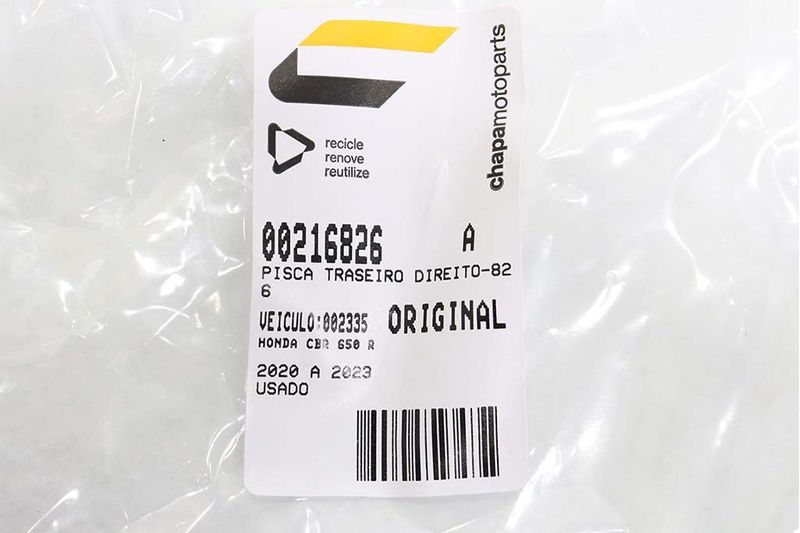 chapamotoparts
recicle
renove
reutilize
00216826 A
PISCA TRASEIRO DIREITO-82
6
VEICULO:002335 ORIGINAL
HONDA CBR 650 R
2020 A 2023
USADO